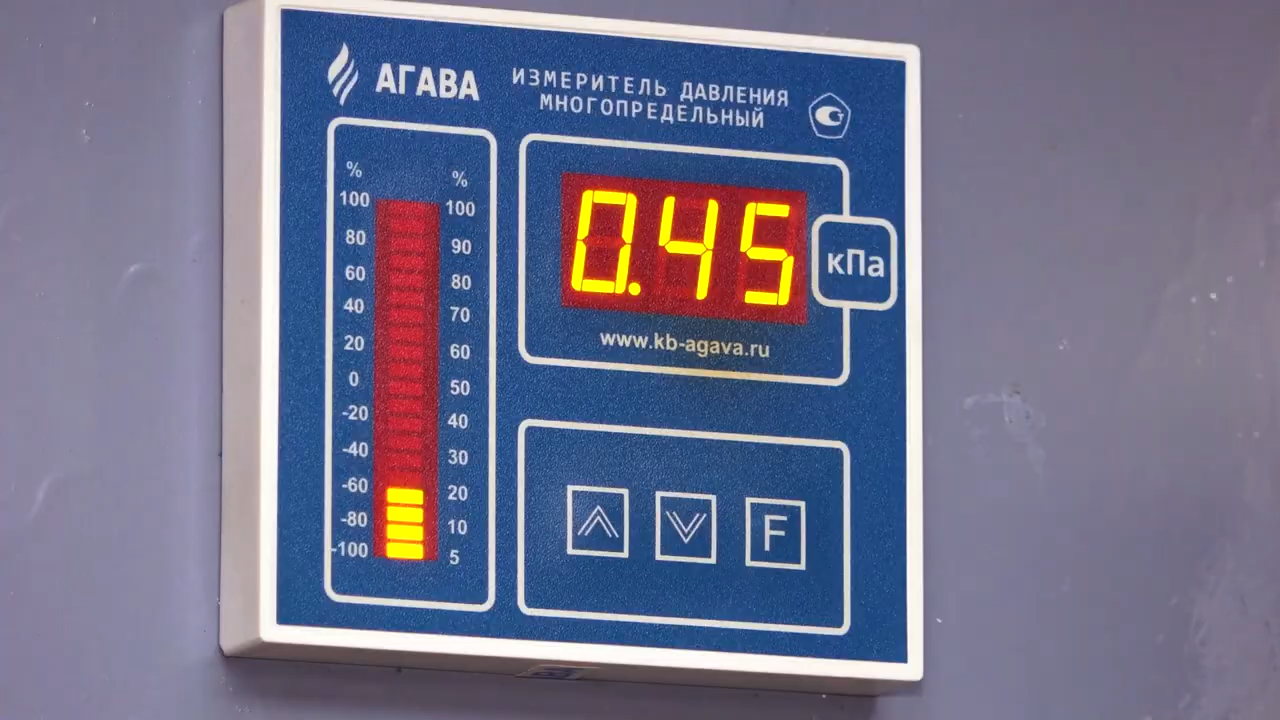 АГАВА
ИЗМЕРИТЕЛЬ ДАВЛЕНИЯ
МНОГОПРЕДЕЛЬНЫЙ
% %
100 100
80 90
60 80
40 70
20 60
0 50
-20 40
-40 30
-60 20
-80 10
-100 5
0.45
кПа
www.kb-agava.ru
F